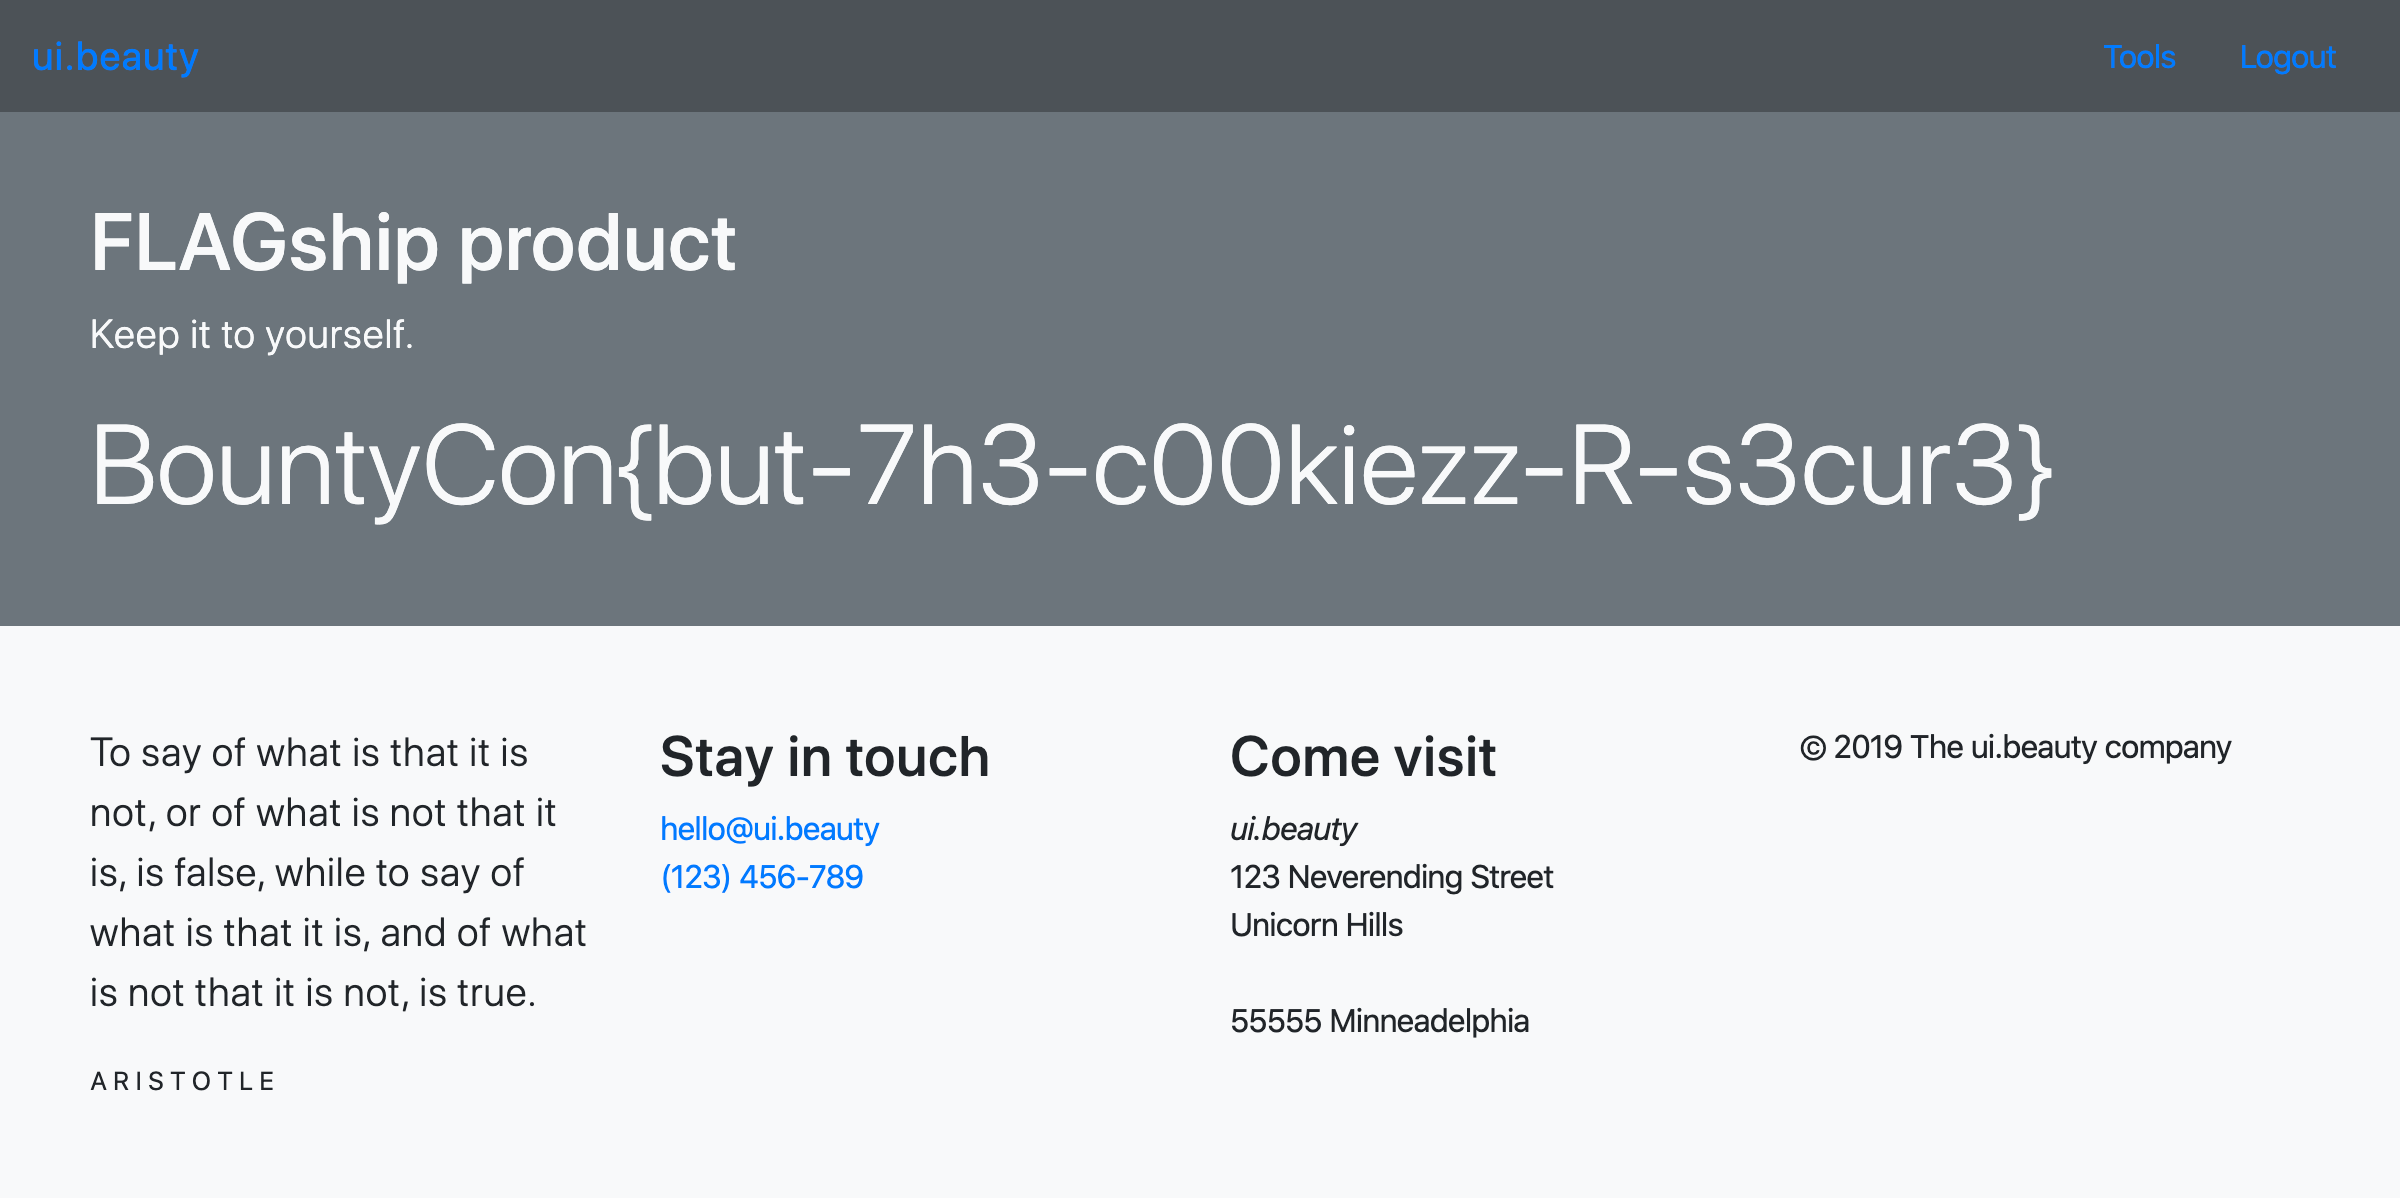 ui.beauty
Tools
Logout
FLAGship product
Keep it to yourself.
BountyCon{but-7h3-c00kiezz-R-s3cur3}
To say of what is that it is
not, or of what is not that it
is, is false, while to say of
what is that it is, and of what
is not that it is not, is true.
ARISTOTLE
Stay in touch
hello@ui.beauty
(123) 456-789
Come visit
ui.beauty
123 Neverending Street
Unicorn Hills
55555 Minneadelphia
© 2019 The ui.beauty company